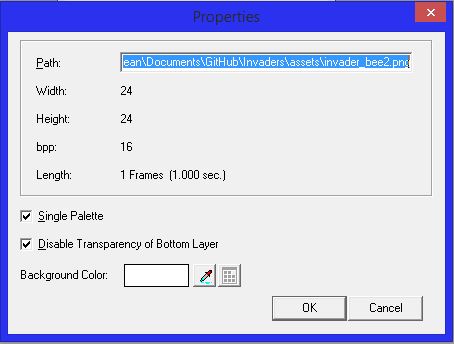 Properties
Path: ean\Documents\GitHub\Invaders\assets\invader_bee2.png
Width: 24
Height: 24
bpp: 16
Length: 1 Frames (1.000 sec.)
Single Palette
Disable Transparency of Bottom Layer
Background Color:
OK Cancel